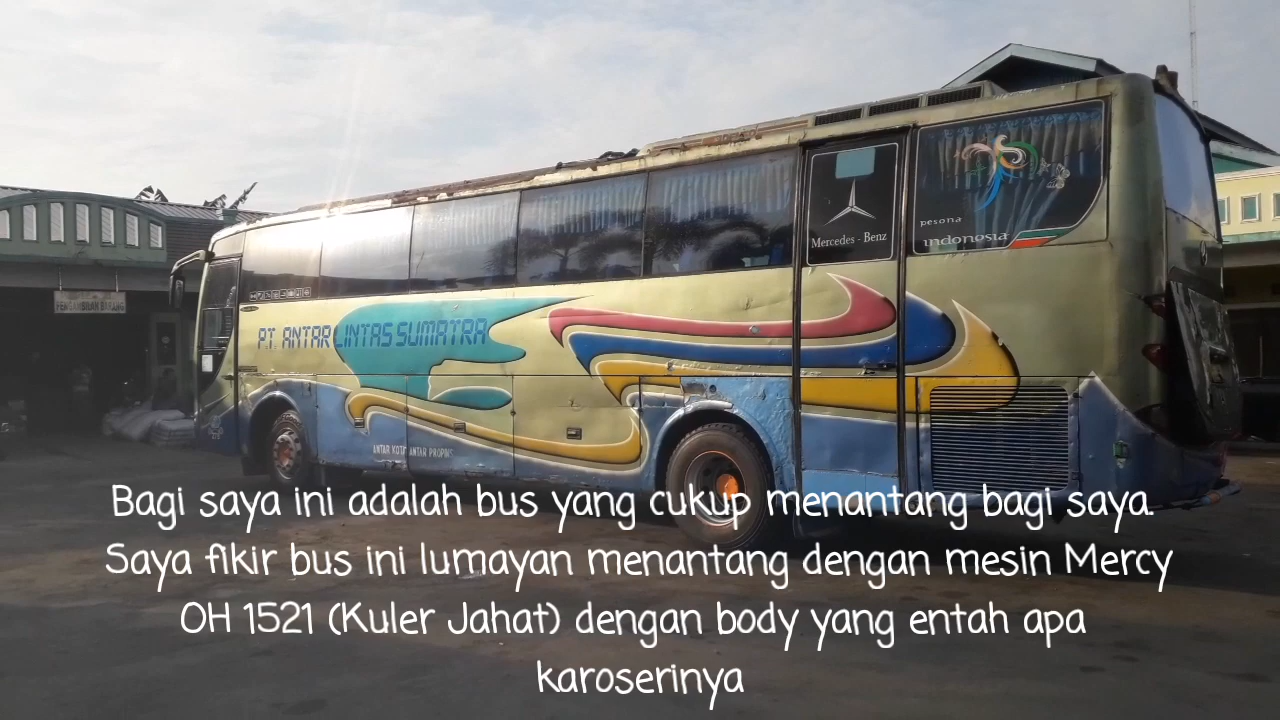 PENGAMBILAN BARANG
Mercedes - Benz
pesona
indonesia
PT. ANTAR LINTAS SUMATRA
ANTAR KOTA ANTAR PROPINSI
Bagi saya ini adalah bus yang cukup menantang bagi saya.
Saya fikir bus ini lumayan menantang dengan mesin Mercy
OH 1521 (Kuler Jahat) dengan body yang entah apa
karoserinya